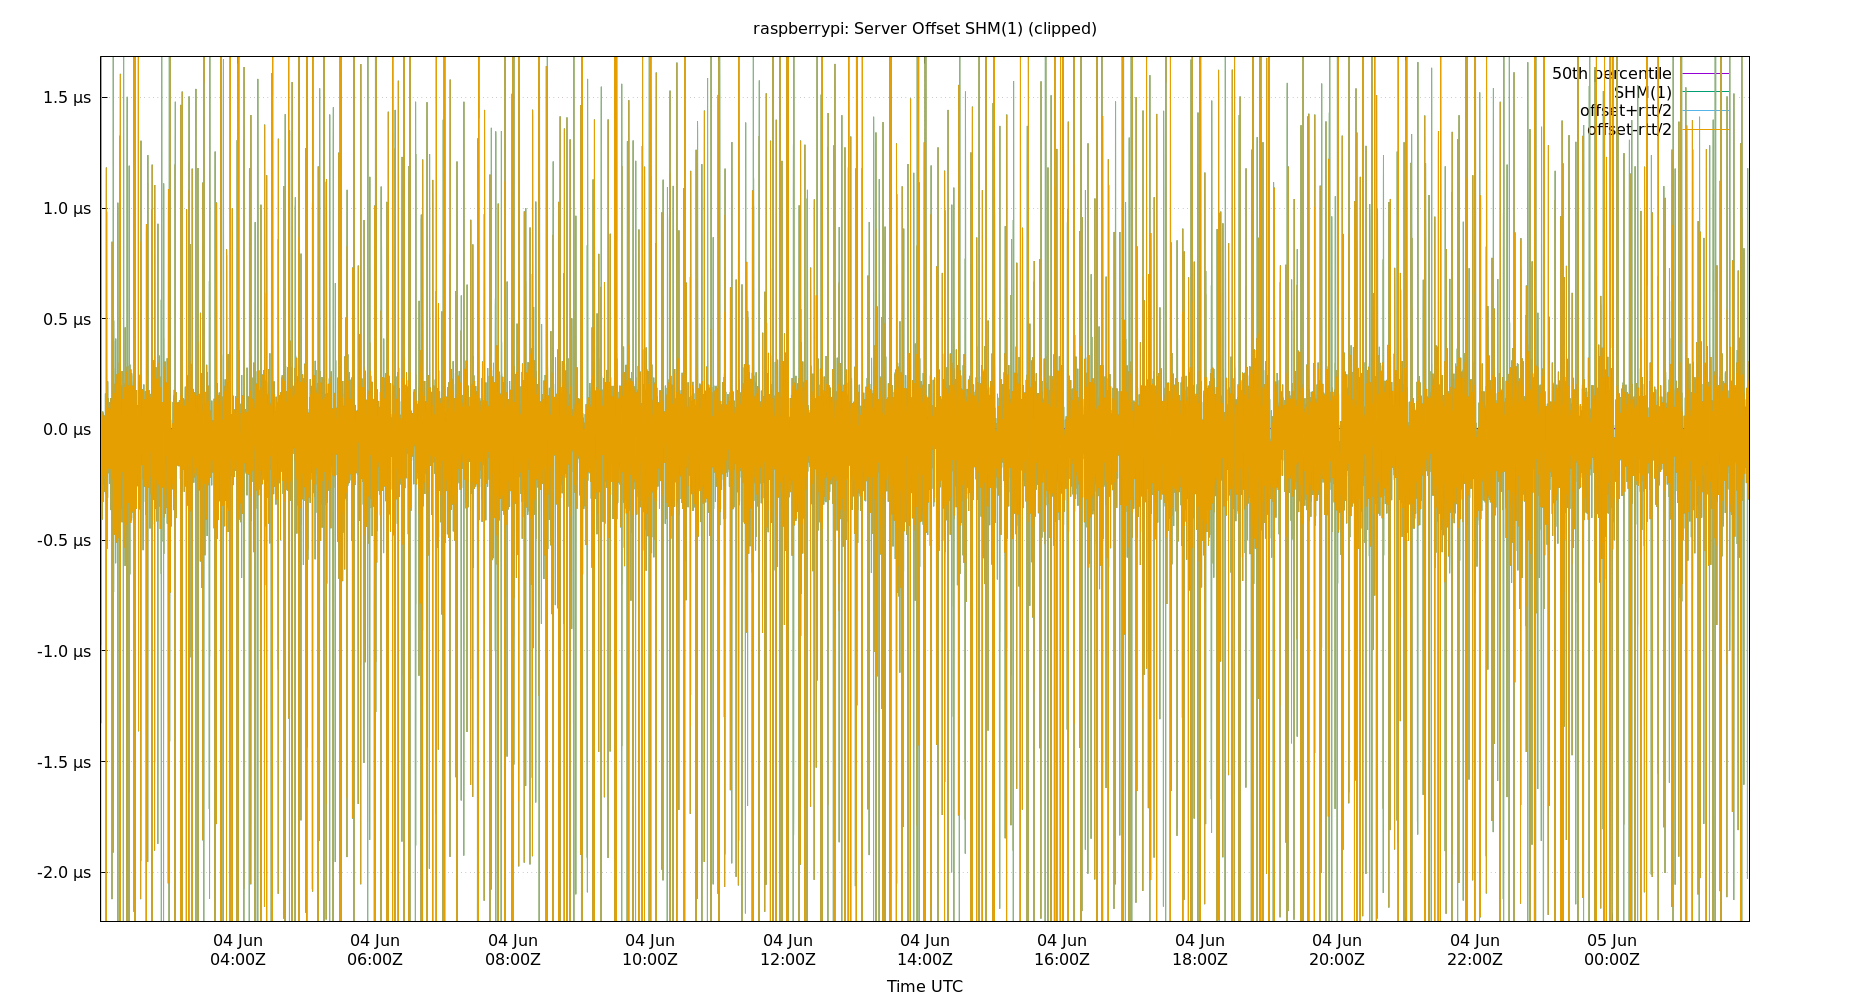 raspberrypi: Server Offset SHM(1) (clipped)
50th percentile
SHM(1)
offset+rtt/2
offset-rtt/2
1.5 μs
1.0 μs
0.5 μs
0.0 μs
-0.5 μs
-1.0 μs
-1.5 μs
-2.0 μs
04 Jun 04 Jun 04 Jun 04 Jun 04 Jun 04 Jun 04 Jun 04 Jun 04 Jun 04 Jun 05 Jun
04:00Z 06:00Z 08:00Z 10:00Z 12:00Z 14:00Z 16:00Z 18:00Z 20:00Z 22:00Z 00:00Z
Time UTC